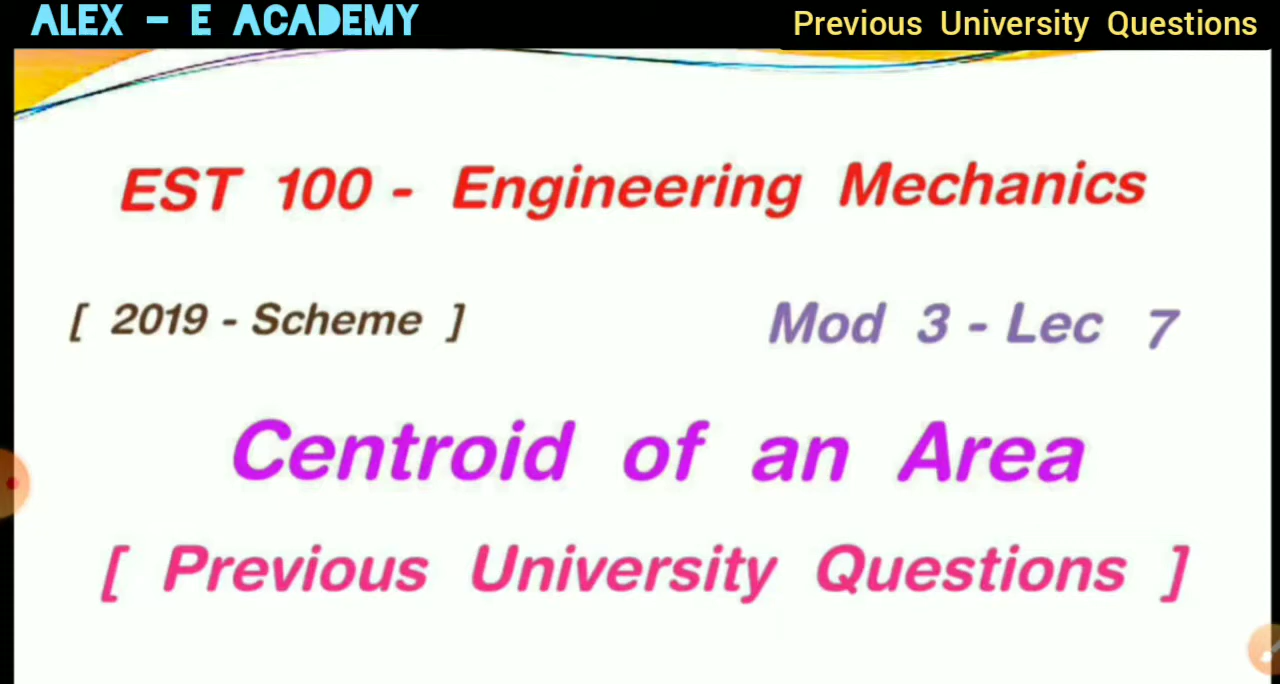 ALEX - E ACADEMY
Previous University Questions
EST 100 - Engineering Mechanics
[ 2019 - Scheme ]
Mod 3 - Lec 7
Centroid of an Area
[ Previous University Questions ]